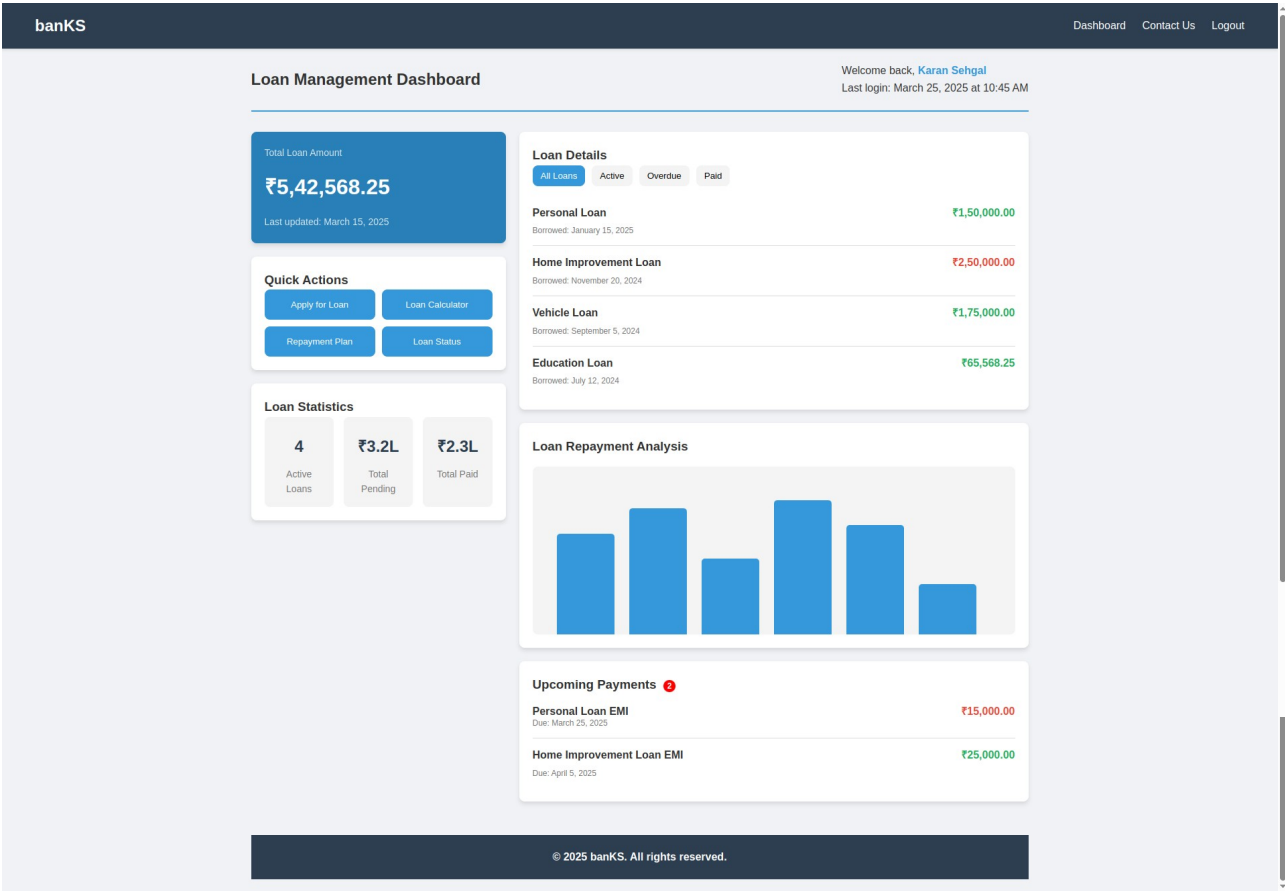 banKS
Dashboard Contact Us Logout
Loan Management Dashboard
Welcome back, Karan Sehgal
Last login: March 25, 2025 at 10:45 AM
Total Loan Amount
₹5,42,568.25
Last updated: March 15, 2025
Quick Actions
Apply for Loan Loan Calculator
Repayment Plan Loan Status
Loan Statistics
4
Active
Loans
₹3.2L
Total
Pending
₹2.3L
Total Paid
Loan Details
All Loans Active Overdue Paid
Personal Loan ₹1,50,000.00
Borrowed: January 15, 2025
Home Improvement Loan ₹2,50,000.00
Borrowed: November 20, 2024
Vehicle Loan ₹1,75,000.00
Borrowed: September 5, 2024
Education Loan ₹65,568.25
Borrowed: July 12, 2024
Loan Repayment Analysis
Upcoming Payments 2
Personal Loan EMI ₹15,000.00
Due: March 25, 2025
Home Improvement Loan EMI ₹25,000.00
Due: April 5, 2025
© 2025 banKS. All rights reserved.